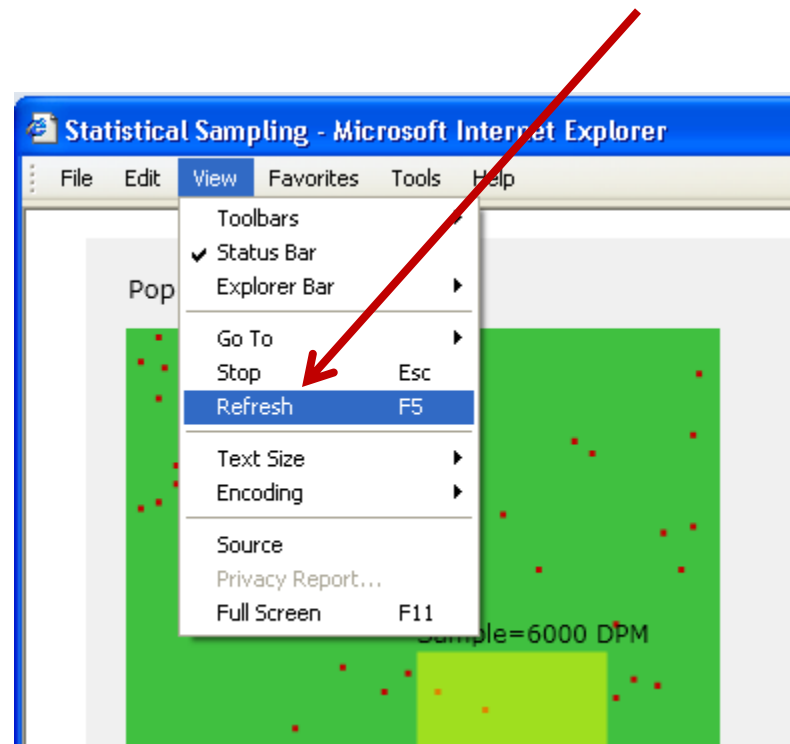 Statistical Sampling - Microsoft Internet Explorer
File Edit View Favorites Tools Help
Toolbars
Status Bar
Explorer Bar
Pop
Go To
Stop Esc
Refresh F5
Text Size
Encoding
Source
Privacy Report...
Full Screen F11
Sample=6000 DPM